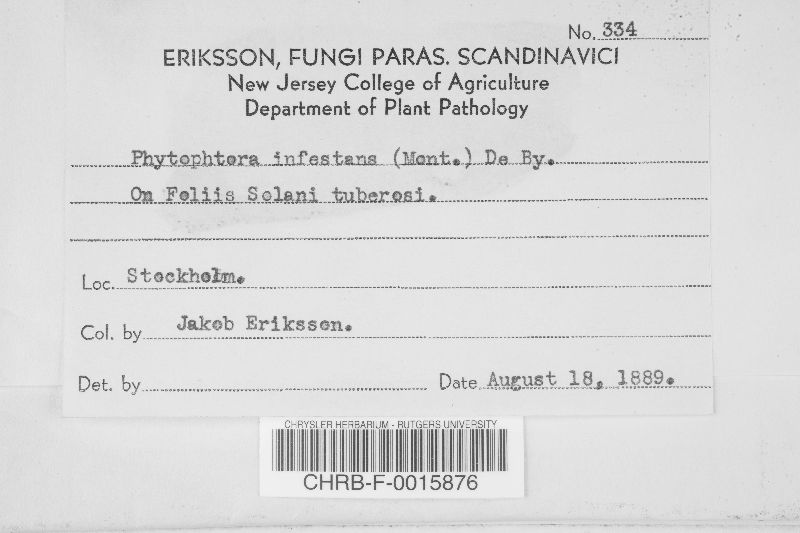 No. 334
ERIKSSON, FUNGI PARAS. SCANDINAVICI
New Jersey College of Agriculture
Department of Plant Pathology
Phytophtora infestans (Mont.) De By.
On Foliis Solani tuberosi.
Loc. Stockholm.
Col. by Jakob Eriksson.
Det. by
Date August 18, 1889.
CHRYSLER HERBARIUM - RUTGERS UNIVERSITY
CHRB-F-0015876